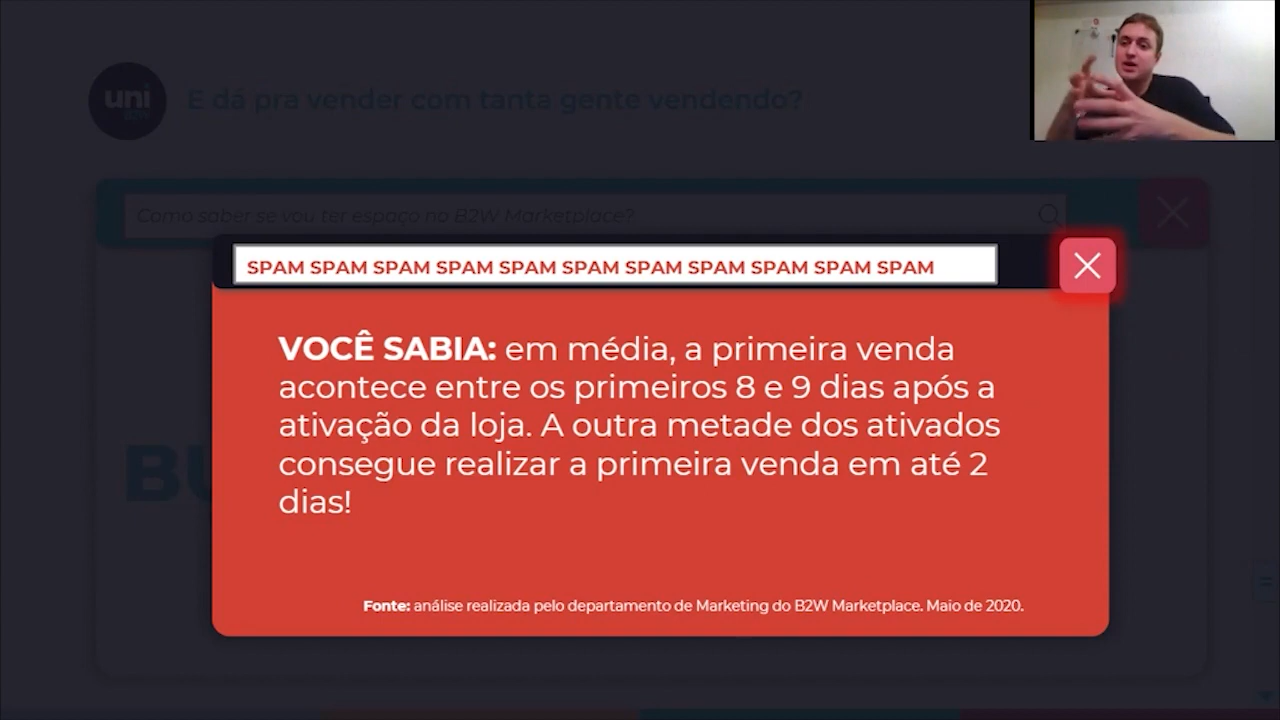 uni
E dá pra vender com tanta gente vendendo?
Como saber se vou ter espaço no B2W Marketplace?
SPAM SPAM SPAM SPAM SPAM SPAM SPAM SPAM SPAM SPAM SPAM
VOCÊ SABIA: em média, a primeira venda
acontece entre os primeiros 8 e 9 dias após a
ativação da loja. A outra metade dos ativados
consegue realizar a primeira venda em até 2
dias!
Fonte: análise realizada pelo departamento de Marketing do B2W Marketplace. Maio de 2020.